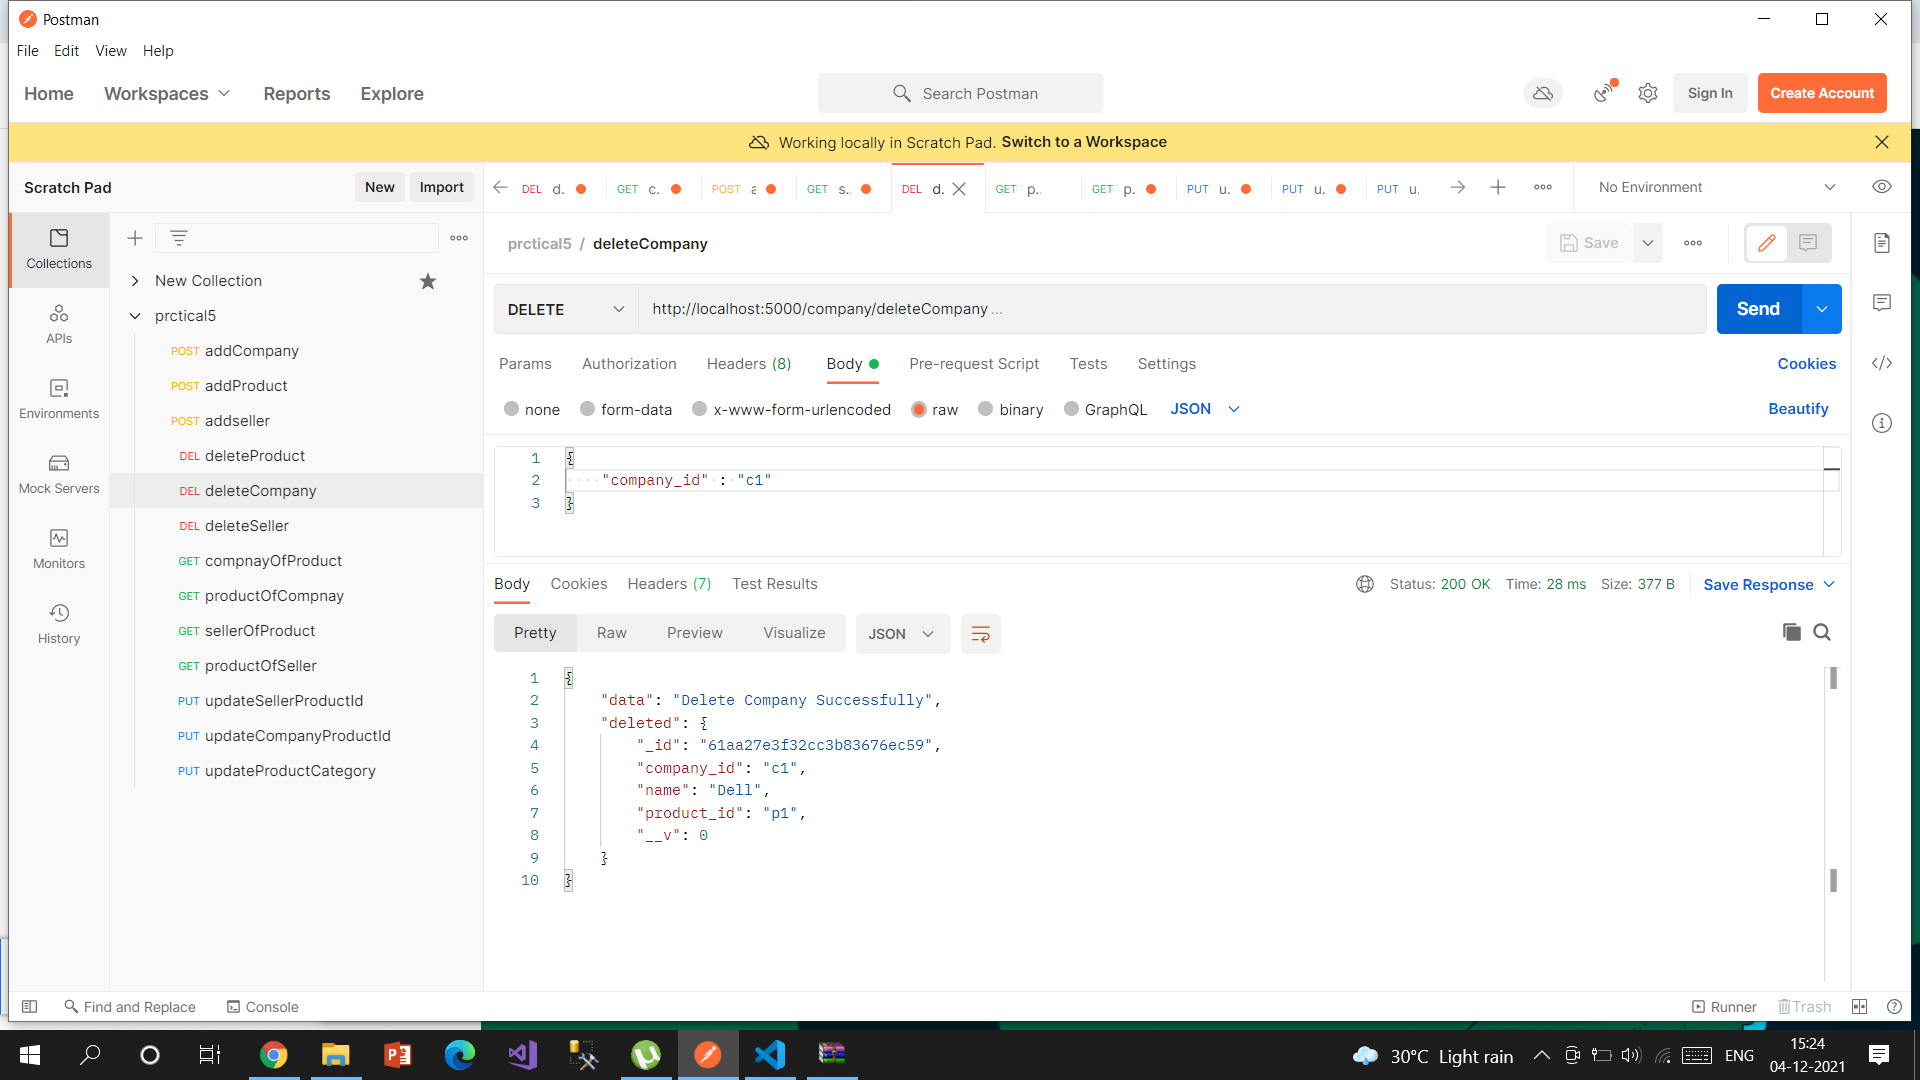 Postman
File Edit View Help
Home Workspaces Reports Explore
Search Postman
Sign In
Create Account
Working locally in Scratch Pad. Switch to a Workspace
Scratch Pad
New
Import
DEL d.
GET c.
POST a
GET s.
DEL d.
GET p.
GET p.
PUT u.
PUT u.
PUT u.
No Environment
Collections
APIs
Environments
Mock Servers
Monitors
History
New Collection
prctical5
POST addCompany
POST addProduct
POST addseller
DEL deleteProduct
DEL deleteCompany
DEL deleteSeller
GET compnayOfProduct
GET productOfCompnay
GET sellerOfProduct
GET productOfSeller
PUT updateSellerProductId
PUT updateCompanyProductId
PUT updateProductCategory
prctical5 / deleteCompany
Save
DELETE
http://localhost:5000/company/deleteCompany ...
Send
Params Authorization Headers (8) Body Pre-request Script Tests Settings
Cookies
none form-data x-www-form-urlencoded raw binary GraphQL JSON
Beautify
1 {
2 "company_id" : "c1"
3 }
Body Cookies Headers (7) Test Results
Status: 200 OK Time: 28 ms Size: 377 B
Save Response
Pretty Raw Preview Visualize JSON
1 {
2 "data": "Delete Company Successfully",
3 "deleted": {
4 "_id": "61aa27e3f32cc3b83676ec59",
5 "company_id": "c1",
6 "name": "Dell",
7 "product_id": "p1",
8 "__v": 0
9 }
10 }
Find and Replace
Console
Runner
Trash
30°C Light rain
ENG
15:24
04-12-2021